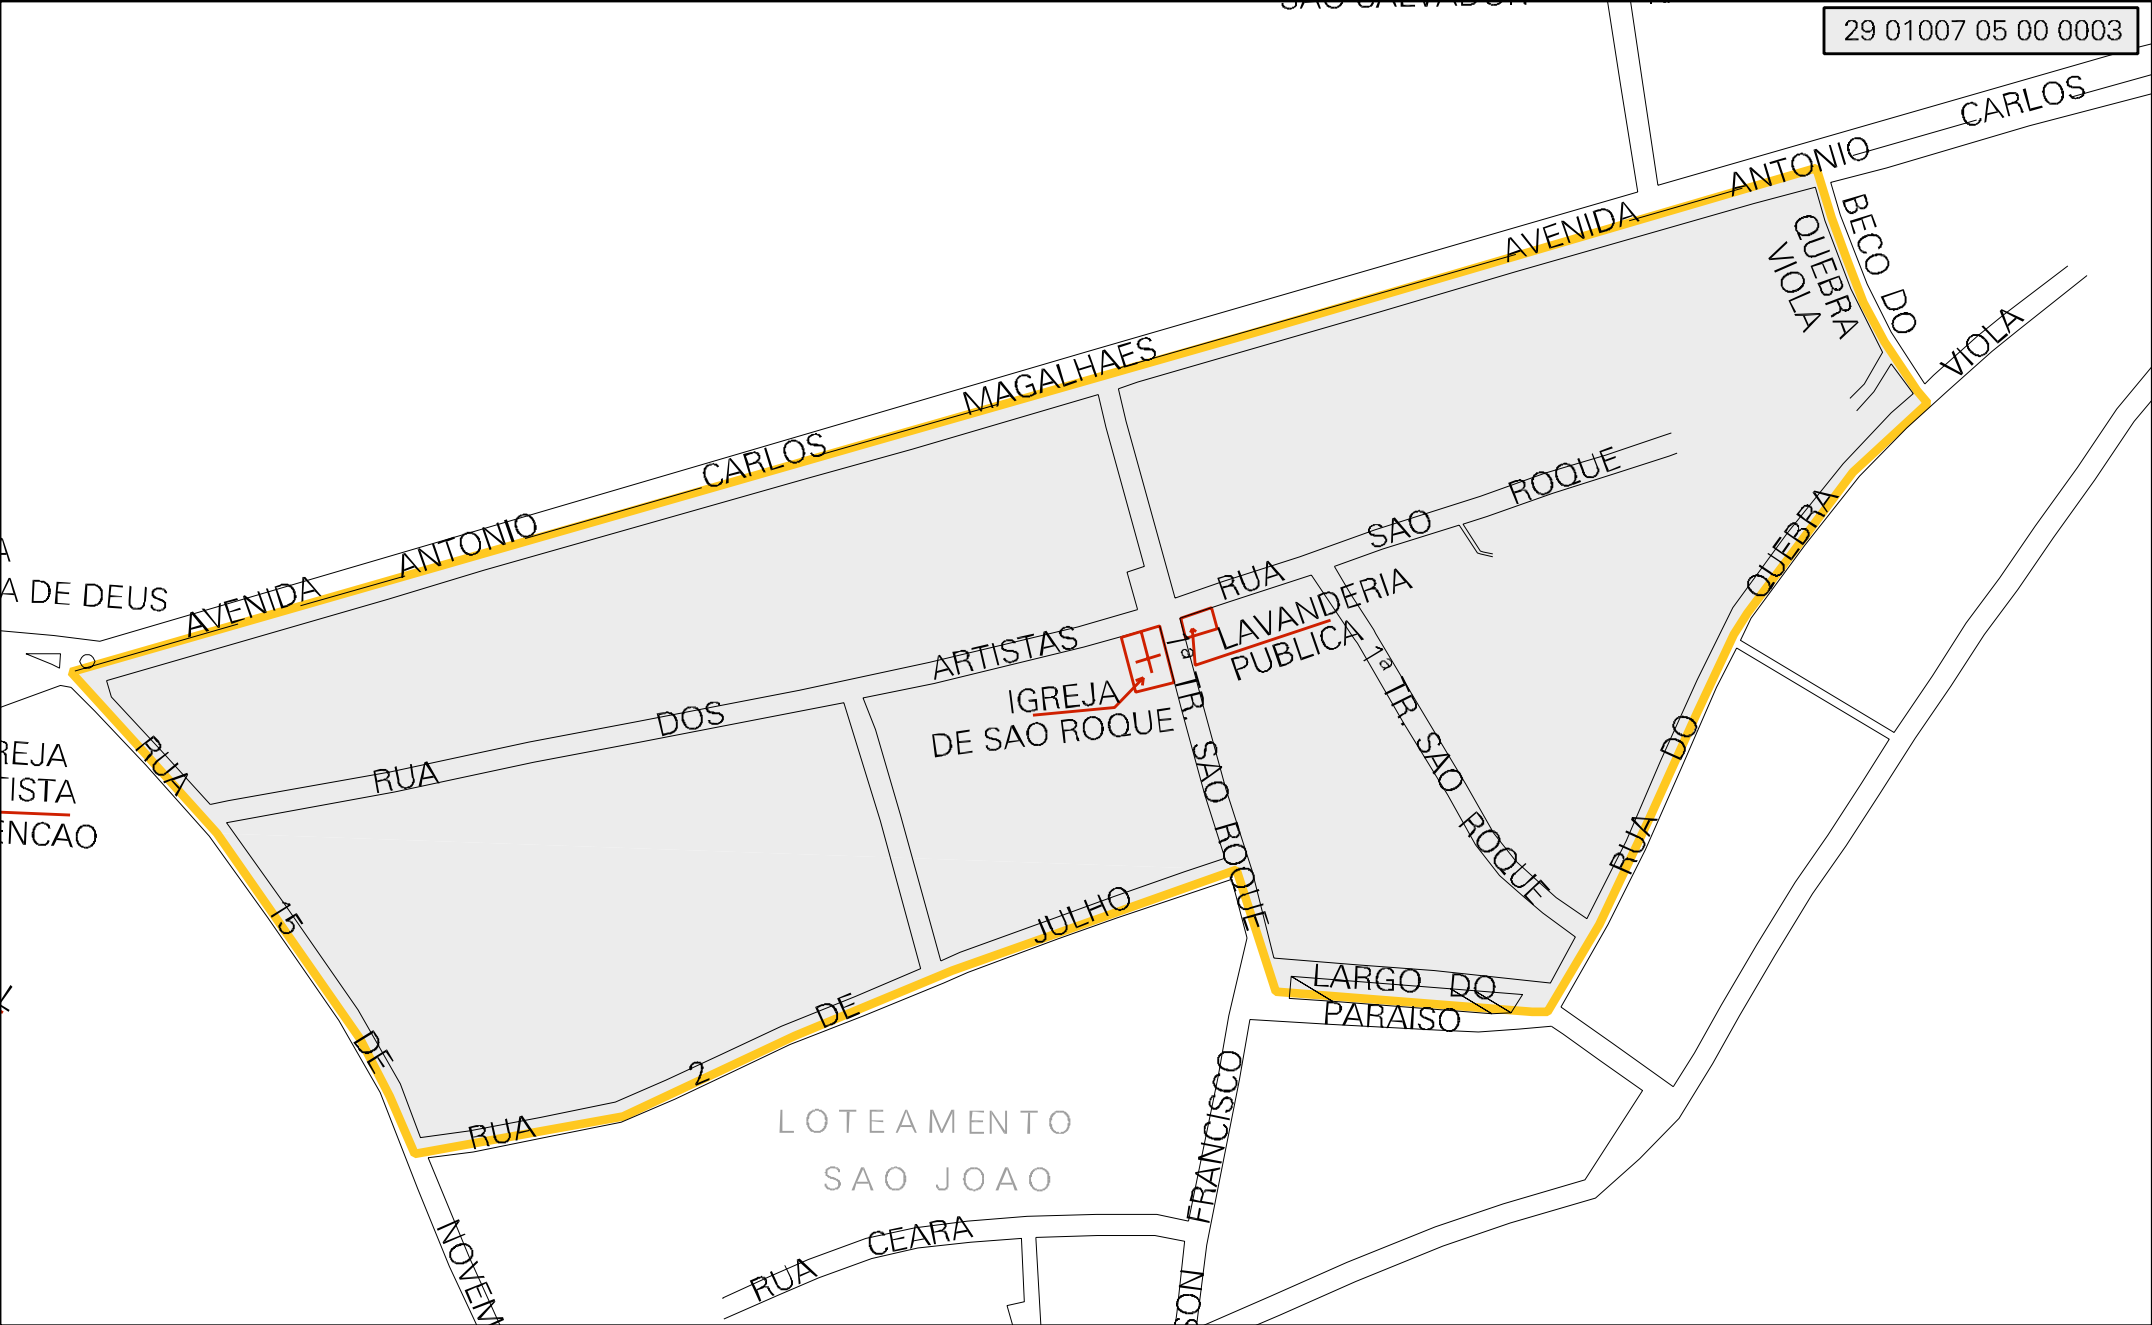 29 01007 05 00 0003
CARLOS
AVENIDA ANTONIO
BECO DO
QUEBRA
VIOLA
VIOLA
AVENIDA ANTONIO CARLOS MAGALHAES
A DE DEUS
RUA SAO ROQUE
LAVANDERIA
PUBLICA
RUA DOS ARTISTAS
IGREJA
DE SAO ROQUE
1ª TR. SAO ROQUE
1ª TR. SAO ROQUE
RUA DO QUEBRA
RUA 15 DE
NOVEM
RUA 2 DE JULHO
LARGO DO
PARAISO
LOTEAMENTO
SAO JOAO
FRANCISCO
SON
RUA CEARA
REJA
TISTA
ENCAO